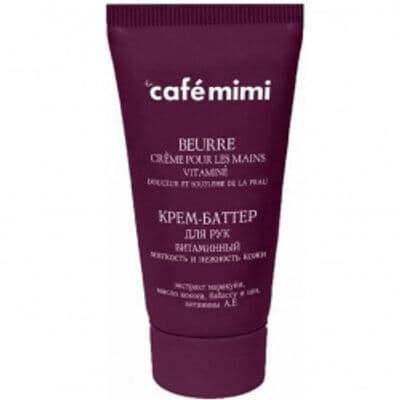 café mimi
BEURRE
CRÈME POUR LES MAINS
VITAMINÉ
DOUCEUR ET SOUPLESSE DE LA PEAU
КРЕМ-БАТТЕР
ДЛЯ РУК
ВИТАМИННЫЙ
мягкость и нежность кожи
экстракт маракуйи,
масло кокоса, бабассу и ши,
витамины А,Е